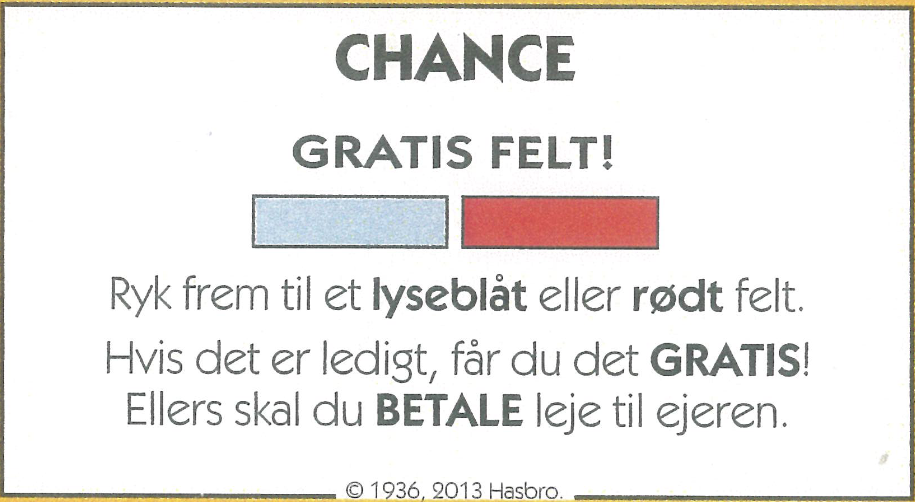 CHANCE
GRATIS FELT!
Ryk frem til et lyseblåt eller rødt felt.
Hvis det er ledigt, får du det GRATIS!
Ellers skal du BETALE leje til ejeren.
© 1936, 2013 Hasbro.